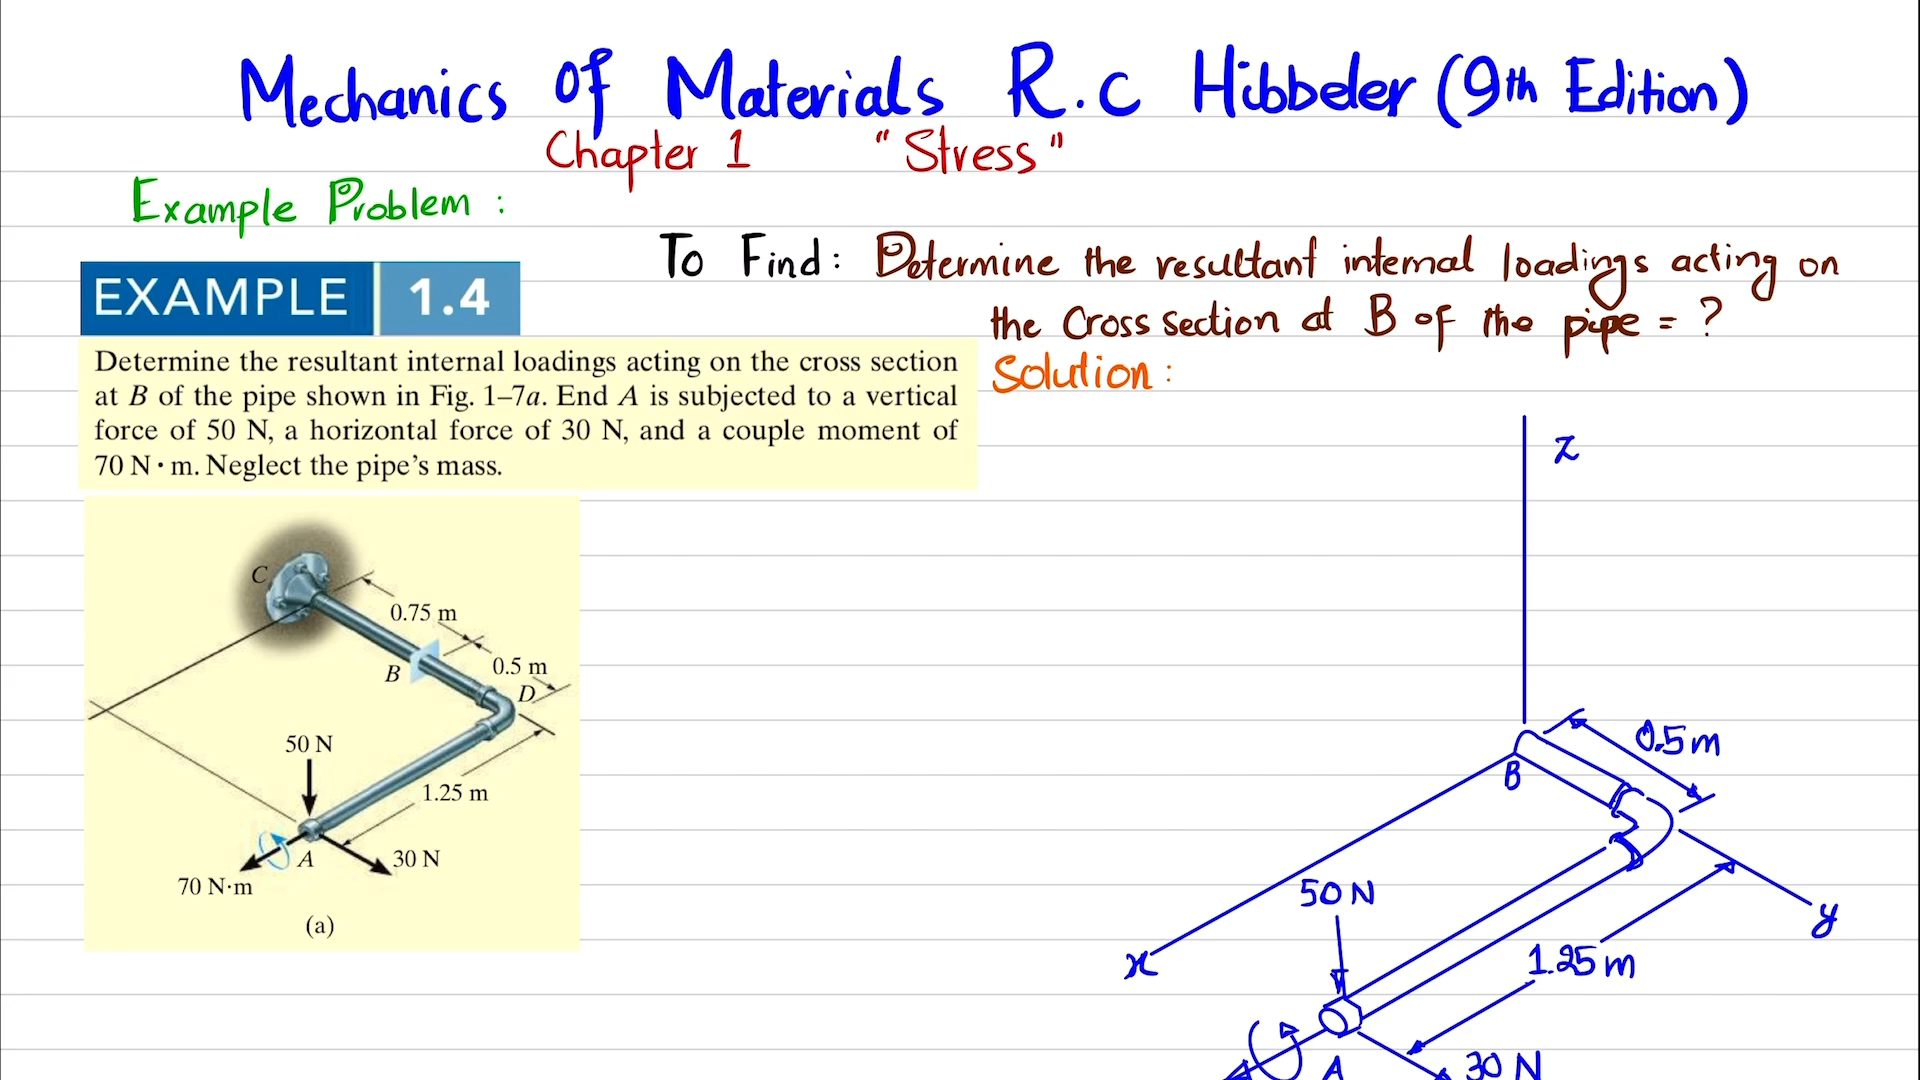 Mechanics of Materials R.C Hibbeler (9th Edition)
Chapter 1 "Stress"
Example Problem :
To Find : Determine the resultant internal loadings acting on
the Cross section at B of the pipe = ?
Solution :
EXAMPLE 1.4
Determine the resultant internal loadings acting on the cross section
at B of the pipe shown in Fig. 1–7a. End A is subjected to a vertical
force of 50 N, a horizontal force of 30 N, and a couple moment of
70 N·m. Neglect the pipe's mass.
C
0.75 m
B
0.5 m
D
50 N
1.25 m
A
30 N
70 N·m
(a)
z
0.5m
B
50 N
y
x
1.25 m
A
30 N